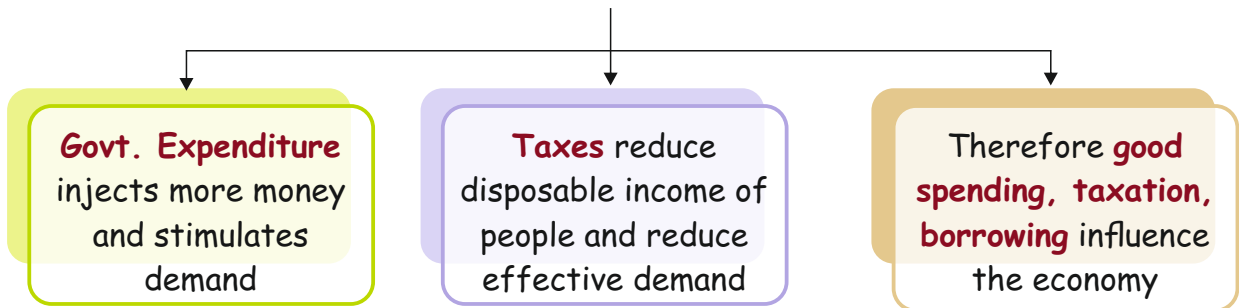 Govt. Expenditure
injects more money
and stimulates
demand
Taxes reduce
disposable income of
people and reduce
effective demand
Therefore good
spending, taxation,
borrowing influence
the economy